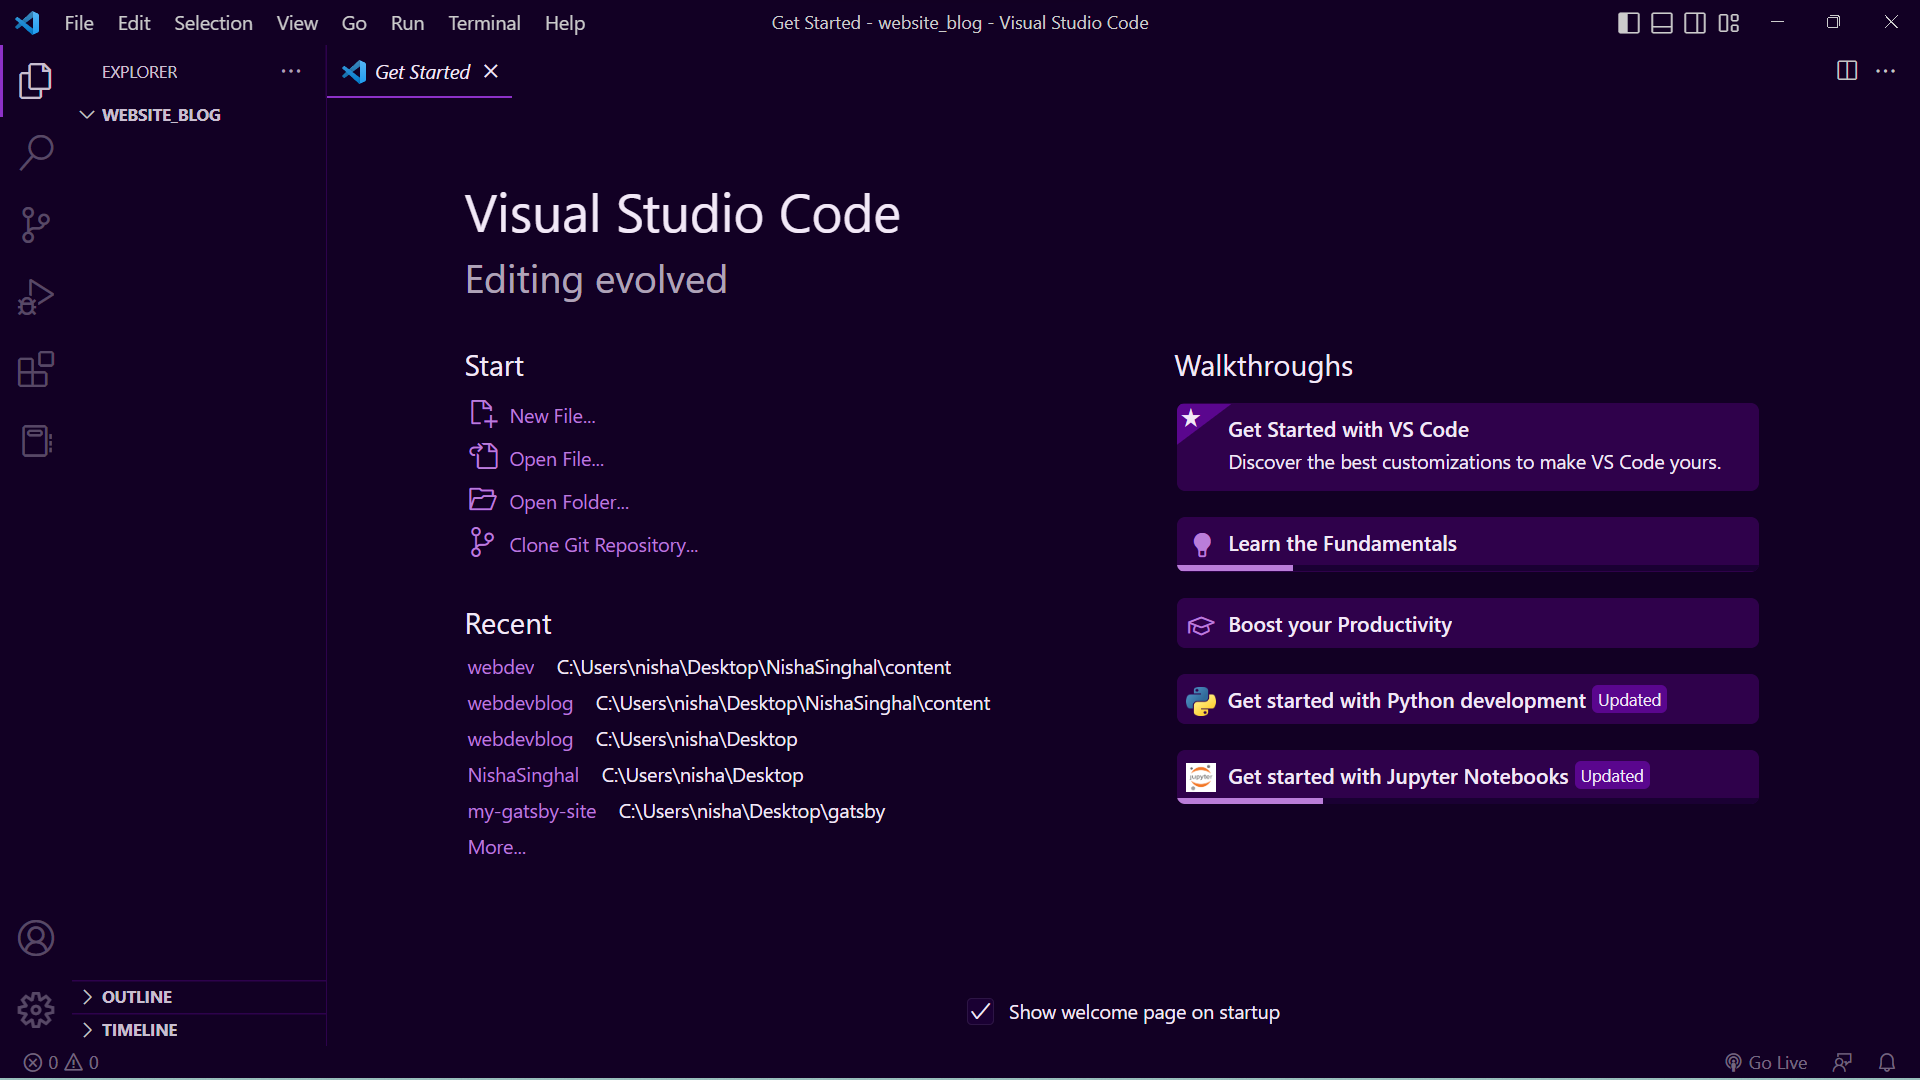 File Edit Selection View Go Run Terminal Help Get Started - website_blog - Visual Studio Code
EXPLORER
Get Started
WEBSITE_BLOG
Visual Studio Code
Editing evolved
Start
New File...
Open File...
Open Folder...
Clone Git Repository...
Recent
webdev C:\Users\nisha\Desktop\NishaSinghal\content
webdevblog C:\Users\nisha\Desktop\NishaSinghal\content
webdevblog C:\Users\nisha\Desktop
NishaSinghal C:\Users\nisha\Desktop
my-gatsby-site C:\Users\nisha\Desktop\gatsby
More...
Walkthroughs
Get Started with VS Code
Discover the best customizations to make VS Code yours.
Learn the Fundamentals
Boost your Productivity
Get started with Python development Updated
jupyter
Get started with Jupyter Notebooks Updated
Show welcome page on startup
OUTLINE
TIMELINE
0 0
Go Live